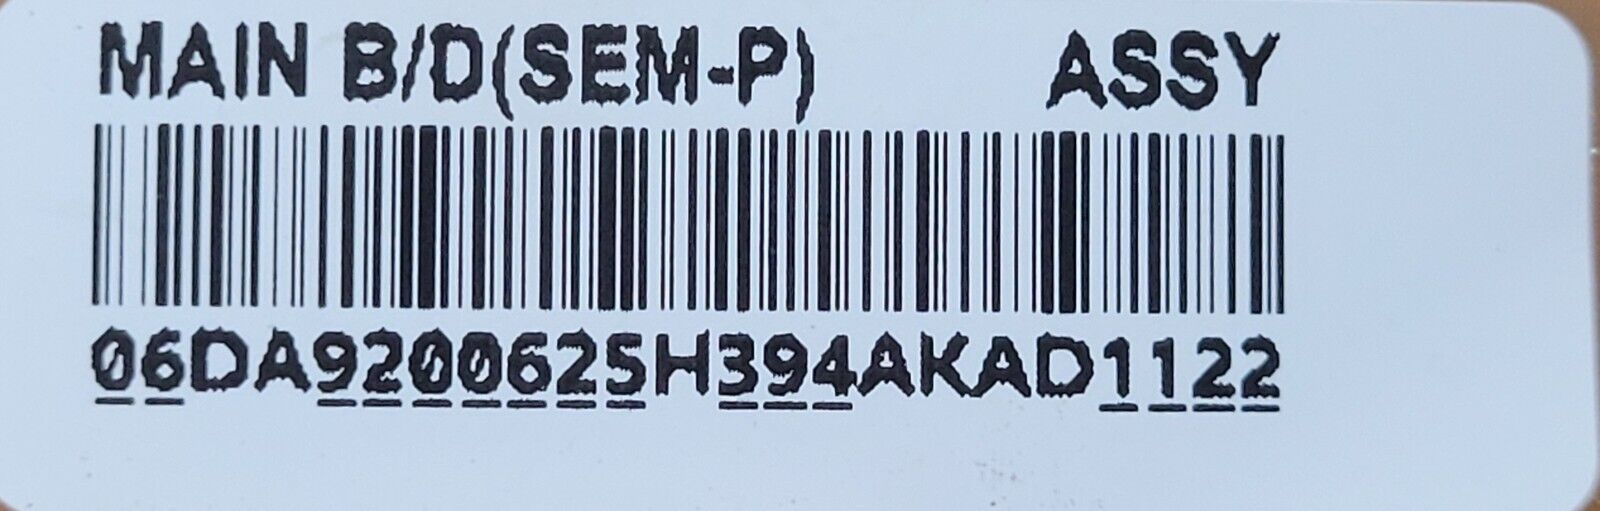 MAIN B/D(SEM-P) ASSY
06DA9200625H394AKAD1122